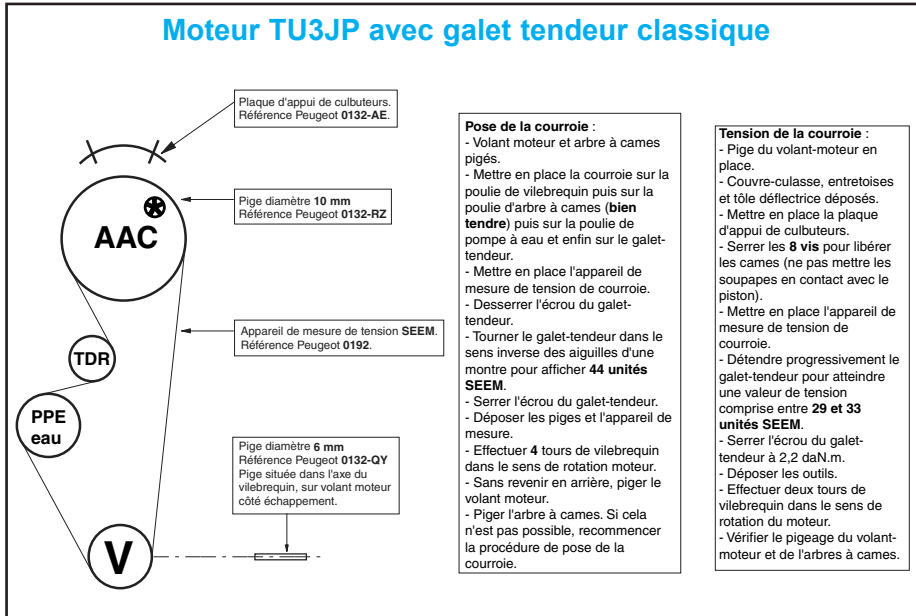 Moteur TU3JP avec galet tendeur classique
Plaque d'appui de culbuteurs.
Référence Peugeot 0132-AE.
Pige diamètre 10 mm
Référence Peugeot 0132-RZ
AAC
Appareil de mesure de tension SEEM.
Référence Peugeot 0192.
TDR
PPE
eau
Pige diamètre 6 mm
Référence Peugeot 0132-QY
Pige située dans l'axe du
vilebrequin, sur volant moteur
côté échappement.
V
Pose de la courroie :
- Volant moteur et arbre à cames
pigés.
- Mettre en place la courroie sur la
poulie de vilebrequin puis sur la
poulie d'arbre à cames (bien
tendre) puis sur la poulie de
pompe à eau et enfin sur le galet-
tendeur.
- Mettre en place l'appareil de
mesure de tension de courroie.
- Desserrer l'écrou du galet-
tendeur.
- Tourner le galet-tendeur dans le
sens inverse des aiguilles d'une
montre pour afficher 44 unités
SEEM.
- Serrer l'écrou du galet-tendeur.
- Déposer les piges et l'appareil de
mesure.
- Effectuer 4 tours de vilebrequin
dans le sens de rotation moteur.
- Sans revenir en arrière, piger le
volant moteur.
- Piger l'arbre à cames. Si cela
n'est pas possible, recommencer
la procédure de pose de la
courroie.
Tension de la courroie :
- Pige du volant-moteur en
place.
- Couvre-culasse, entretoises
et tôle déflectrice déposés.
- Mettre en place la plaque
d'appui de culbuteurs.
- Serrer les 8 vis pour libérer
les cames (ne pas mettre les
soupapes en contact avec le
piston).
- Mettre en place l'appareil de
mesure de tension de
courroie.
- Détendre progressivement le
galet-tendeur pour atteindre
une valeur de tension
comprise entre 29 et 33
unités SEEM.
- Serrer l'écrou du galet-
tendeur à 2,2 daN.m.
- Déposer les outils.
- Effectuer deux tours de
vilebrequin dans le sens de
rotation du moteur.
- Vérifier le pigeage du volant-
moteur et de l'arbres à cames.